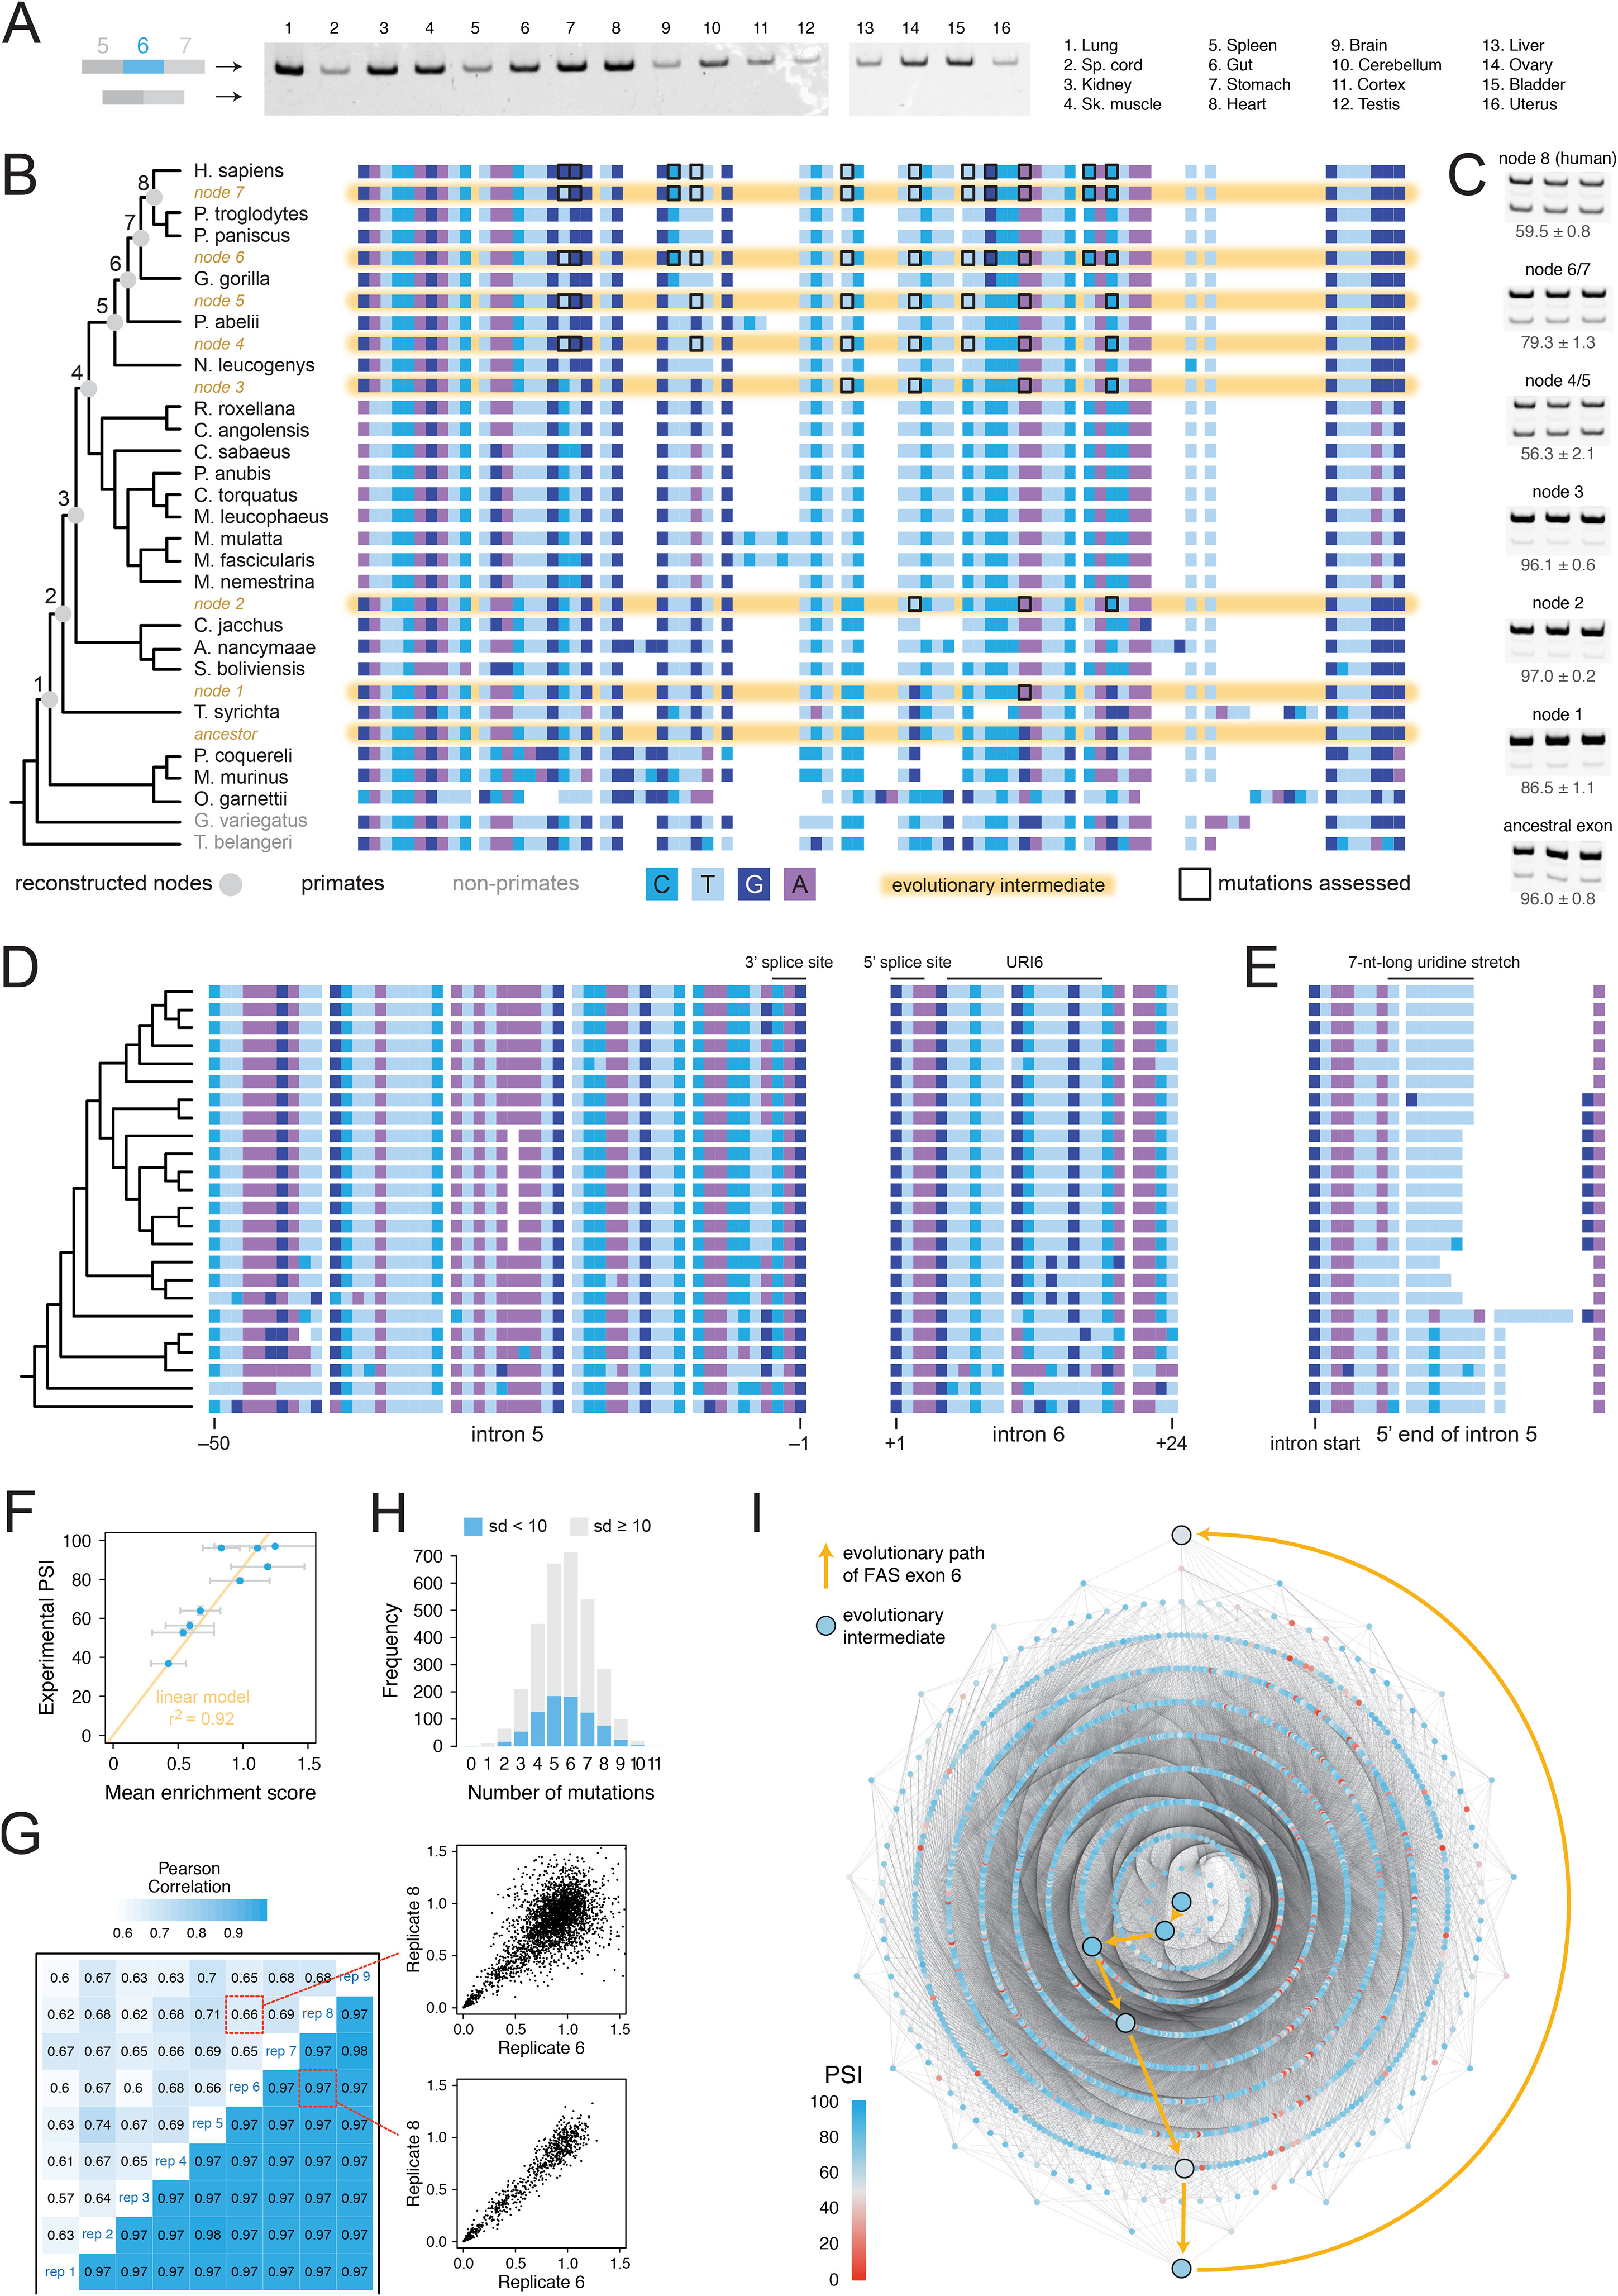 A
5 6 7
1 2 3 4 5 6 7 8 9 10 11 12 13 14 15 16
1. Lung
2. Sp. cord
3. Kidney
4. Sk. muscle
5. Spleen
6. Gut
7. Stomach
8. Heart
9. Brain
10. Cerebellum
11. Cortex
12. Testis
13. Liver
14. Ovary
15. Bladder
16. Uterus
B
8
7
6
5
4
3
2
1
H. sapiens
node 7
P. troglodytes
P. paniscus
node 6
G. gorilla
node 5
P. abelii
node 4
N. leucogenys
node 3
R. roxellana
C. angolensis
C. sabaeus
P. anubis
C. torquatus
M. leucophaeus
M. mulatta
M. fascicularis
M. nemestrina
node 2
C. jacchus
A. nancymaae
S. boliviensis
node 1
T. syrichta
ancestor
P. coquereli
M. murinus
O. garnettii
G. variegatus
T. belangeri
reconstructed nodes
primates
non-primates
C T G A
evolutionary intermediate
mutations assessed
C
node 8 (human)
59.5 ± 0.8
node 6/7
79.3 ± 1.3
node 4/5
56.3 ± 2.1
node 3
96.1 ± 0.6
node 2
97.0 ± 0.2
node 1
86.5 ± 1.1
ancestral exon
96.0 ± 0.8
D
3' splice site
5' splice site
URI6
–50
intron 5
–1
+1
intron 6
+24
E
7-nt-long uridine stretch
intron start
5' end of intron 5
F
Experimental PSI
100
80
60
40
20
0
linear model
r2 = 0.92
0 0.5 1.0 1.5
Mean enrichment score
H
sd < 10
sd ≥ 10
Frequency
700
600
500
400
300
200
100
0
0 1 2 3 4 5 6 7 8 9 10 11
Number of mutations
G
Pearson
Correlation
0.6 0.7 0.8 0.9
0.6 0.67 0.63 0.63 0.7 0.65 0.68 0.68 rep 9
0.62 0.68 0.62 0.68 0.71 0.66 0.69 rep 8 0.97
0.67 0.67 0.65 0.66 0.69 0.65 rep 7 0.97 0.98
0.6 0.67 0.6 0.68 0.66 rep 6 0.97 0.97 0.97
0.63 0.74 0.67 0.69 rep 5 0.97 0.97 0.97 0.97
0.61 0.67 0.65 rep 4 0.97 0.97 0.97 0.97 0.97
0.57 0.64 rep 3 0.97 0.97 0.97 0.97 0.97 0.97
0.63 rep 2 0.97 0.97 0.98 0.97 0.97 0.97 0.97
rep 1 0.97 0.97 0.97 0.97 0.97 0.97 0.97 0.97
Replicate 8
1.5
1.0
0.5
0.0
0.0 0.5 1.0 1.5
Replicate 6
Replicate 8
1.5
1.0
0.5
0.0
0.0 0.5 1.0 1.5
Replicate 6
I
evolutionary path
of FAS exon 6
evolutionary
intermediate
PSI
100
80
60
40
20
0